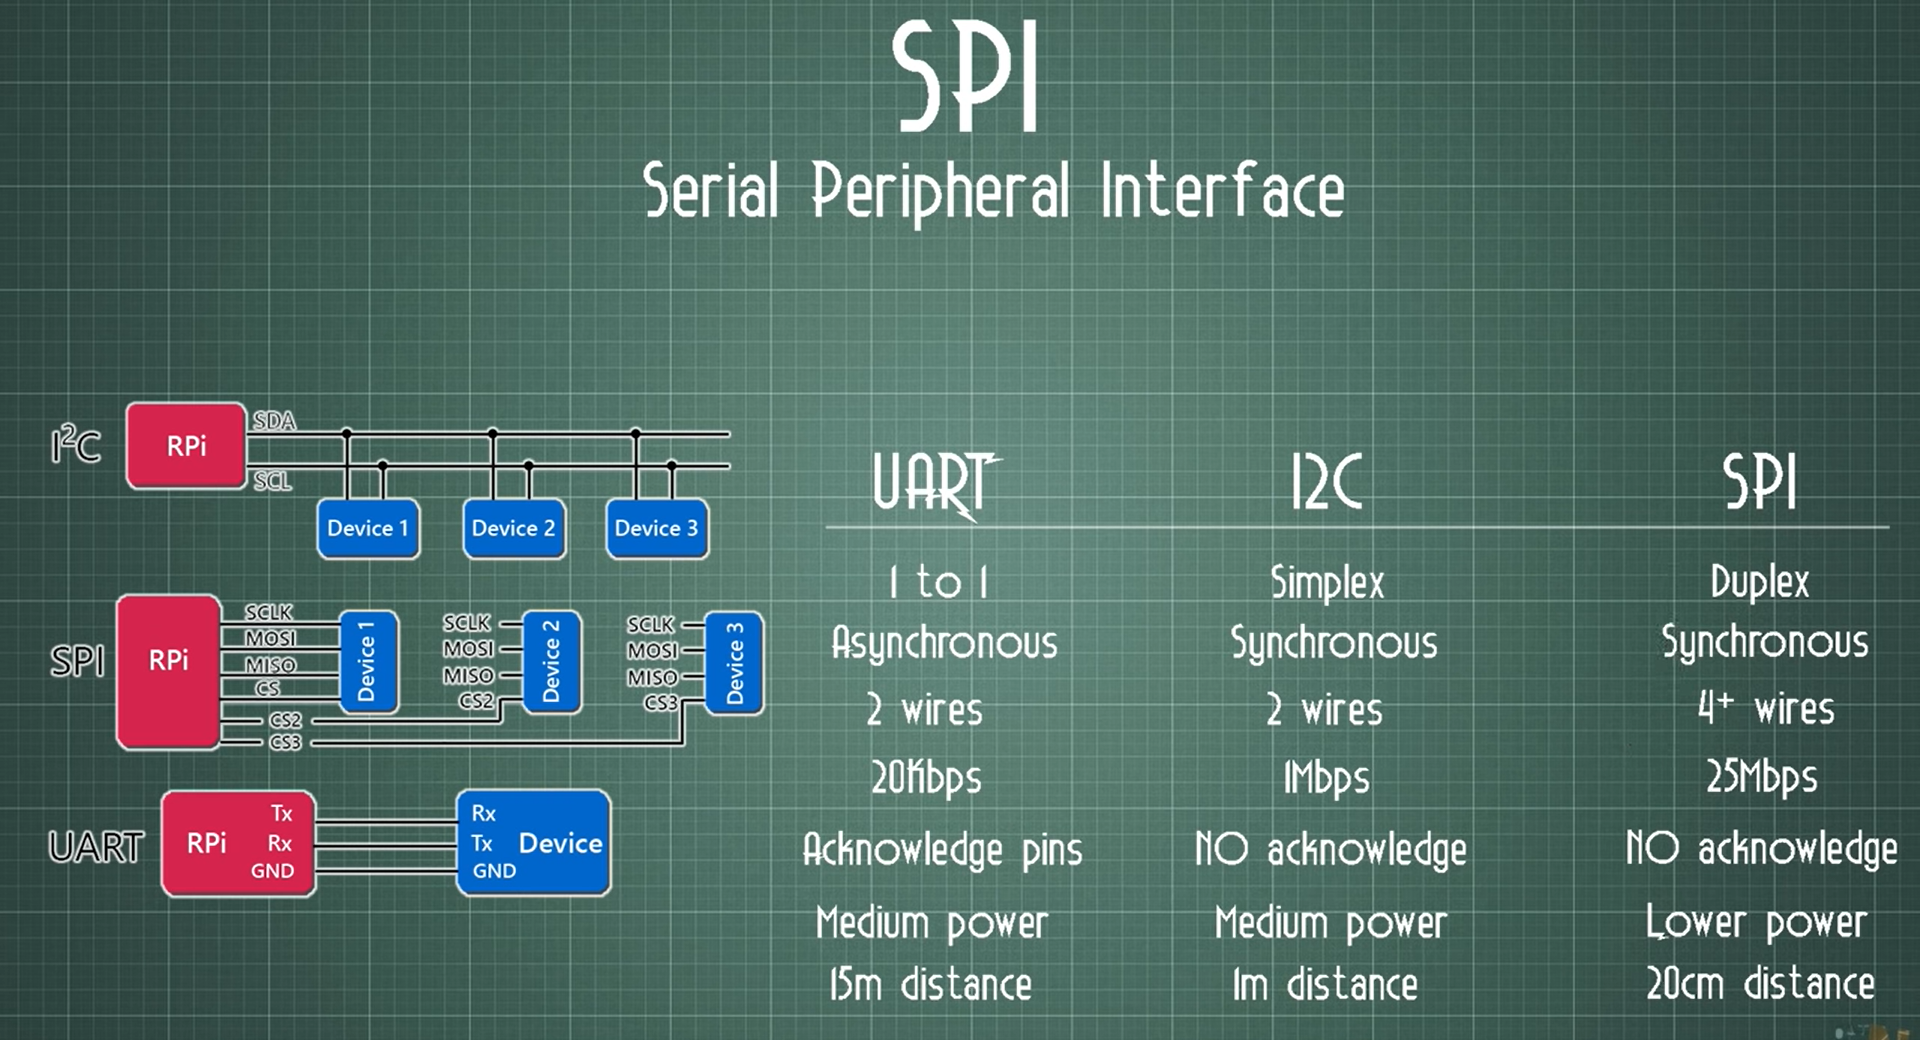 SPI
Serial Peripheral Interface
I²C
RPi
SDA
SCL
Device 1
Device 2
Device 3
SPI
RPi
SCLK
MOSI
MISO
CS
CS2
CS3
Device 1
SCLK
MOSI
MISO
CS2
Device 2
SCLK
MOSI
MISO
CS3
Device 3
UART
RPi
Tx
Rx
GND
Rx
Tx
GND
Device
UART I2C SPI
1 to 1 Simplex Duplex
Asynchronous Synchronous Synchronous
2 wires 2 wires 4+ wires
20Kbps 1Mbps 25Mbps
Acknowledge pins NO acknowledge NO acknowledge
Medium power Medium power Lower power
15m distance 1m distance 20cm distance